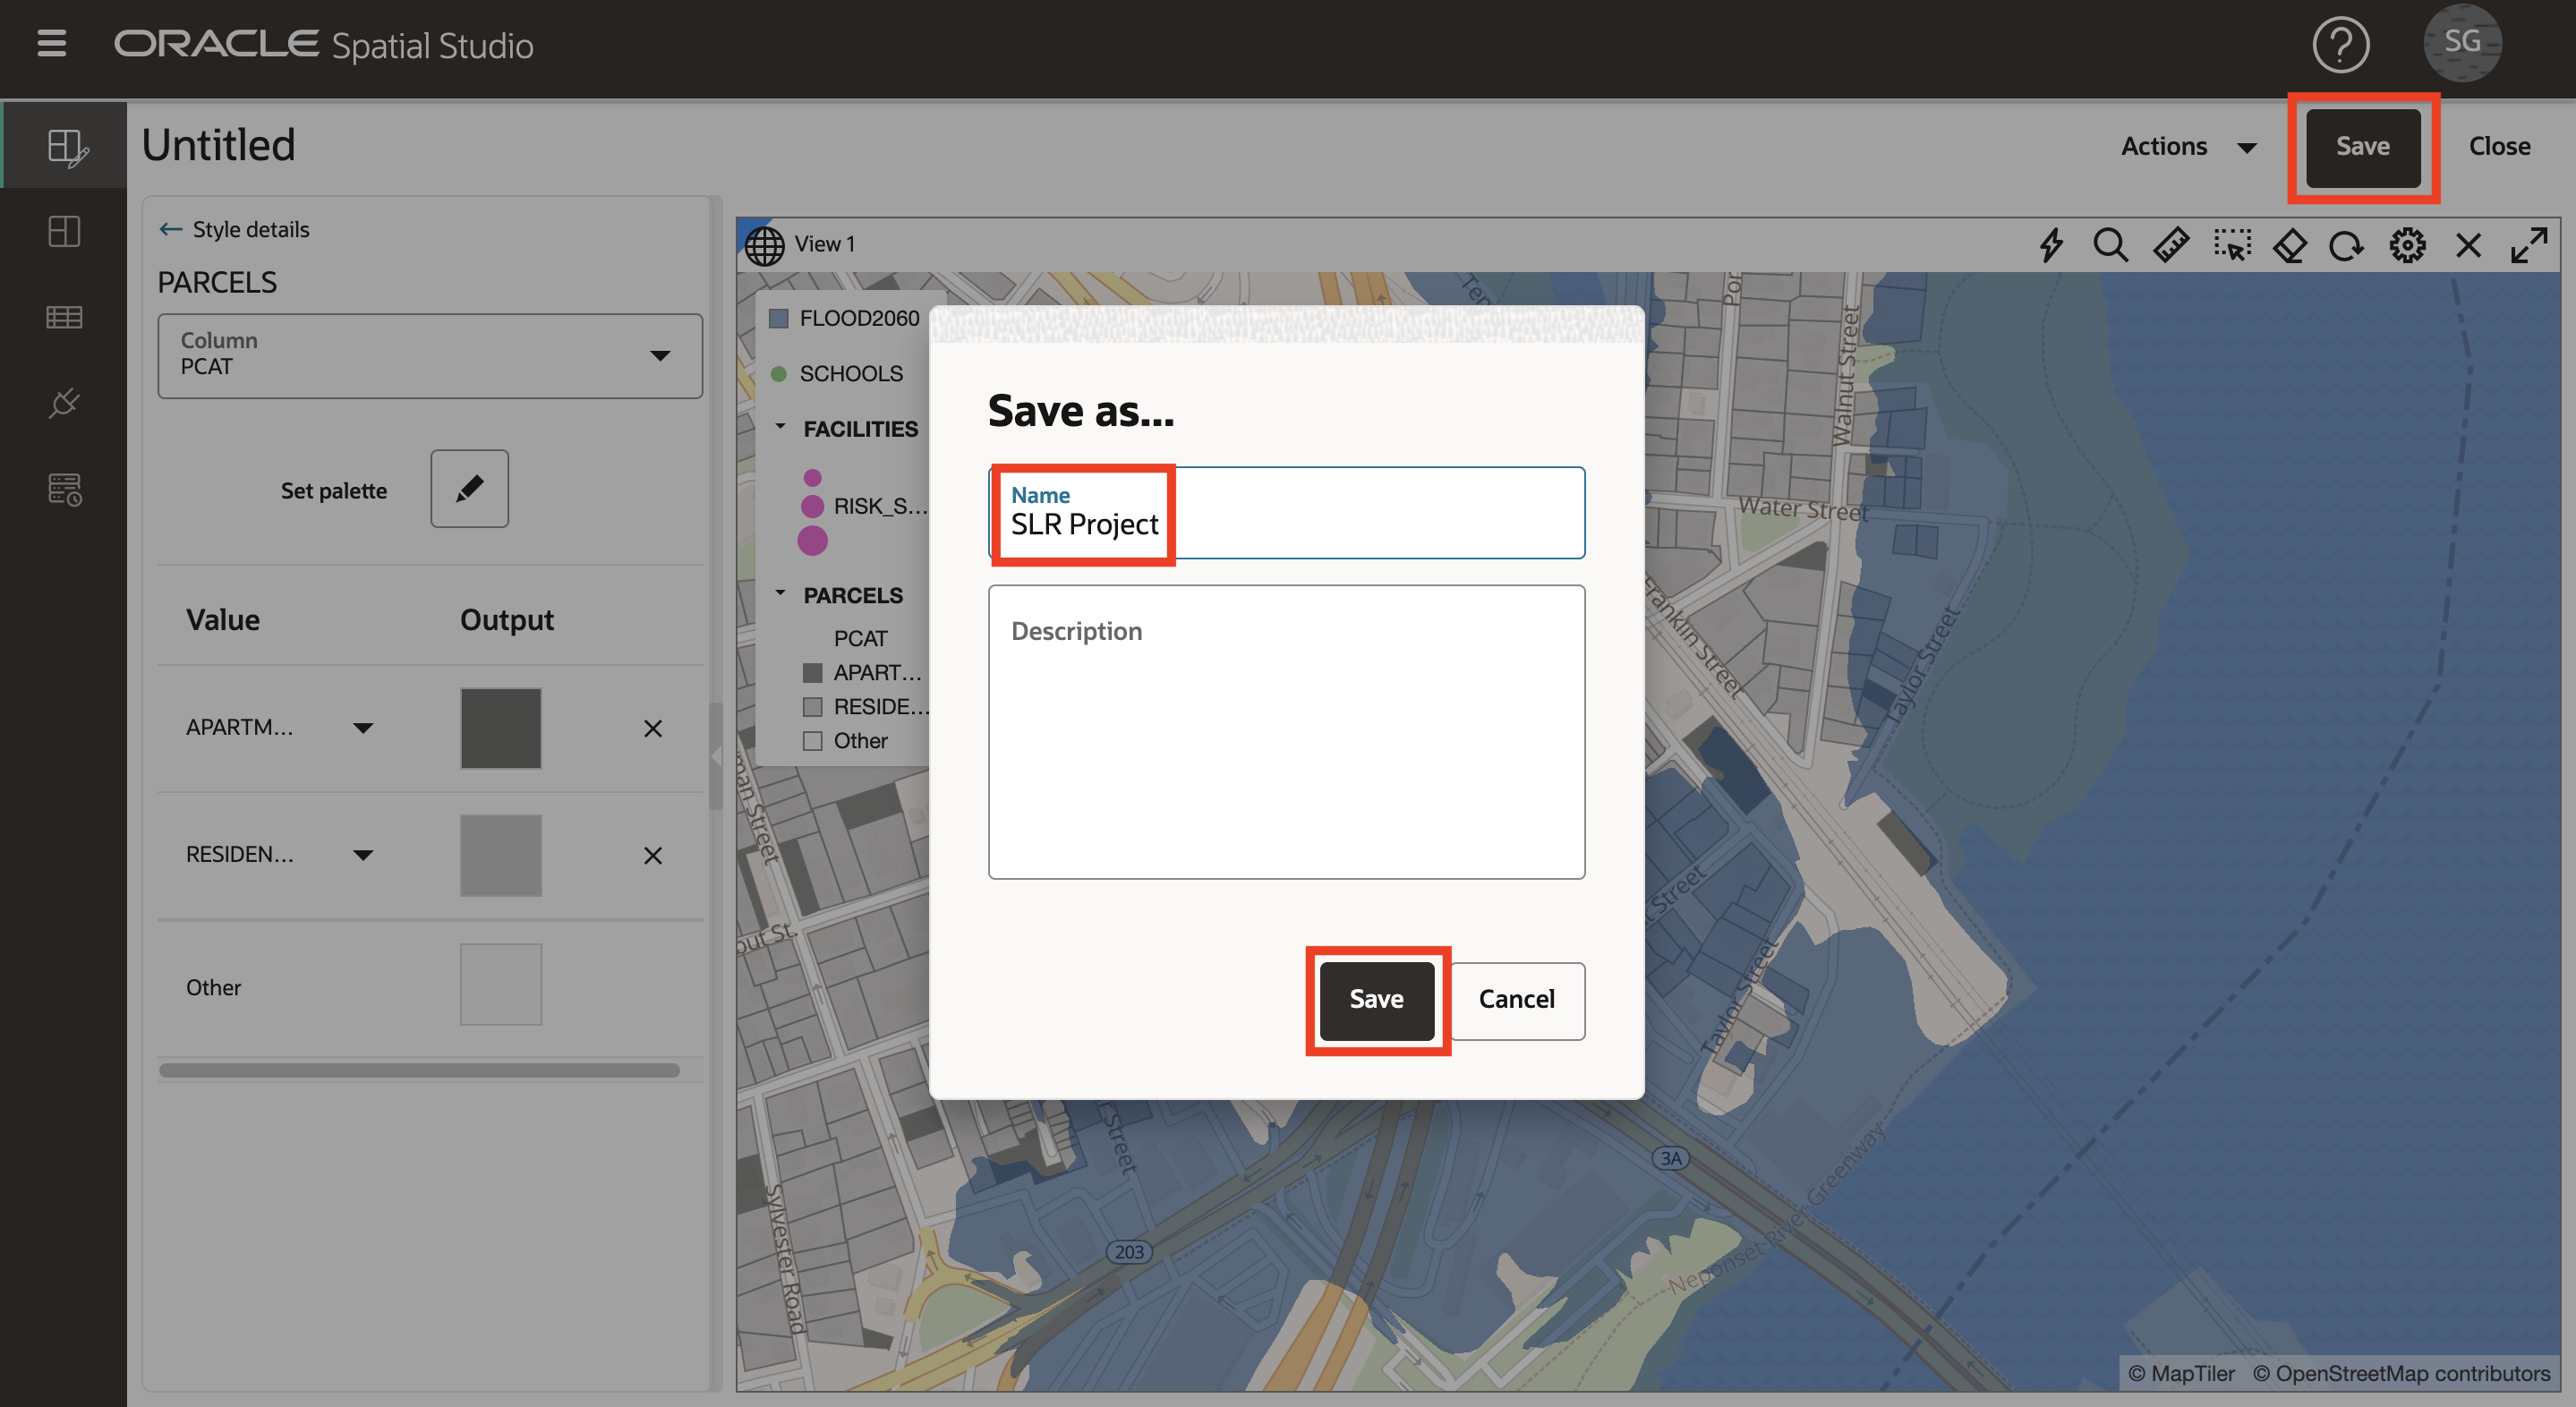 ORACLE Spatial Studio
SG
Untitled
Actions
Save
Close
Style details
PARCELS
Column
PCAT
Set palette
Value Output
APARTM...
RESIDEN...
Other
View 1
FLOOD2060
SCHOOLS
FACILITIES
RISK_S...
PARCELS
PCAT
APART...
RESIDE...
Other
Save as...
Name
SLR Project
Description
Save
Cancel
Walnut Street
Water Street
Franklin Street
Taylor Street
Street
Taylor Street
man Street
out St.
Street
Sylvester Road
203
3A
Neponset River Greenway
© MapTiler © OpenStreetMap contributors